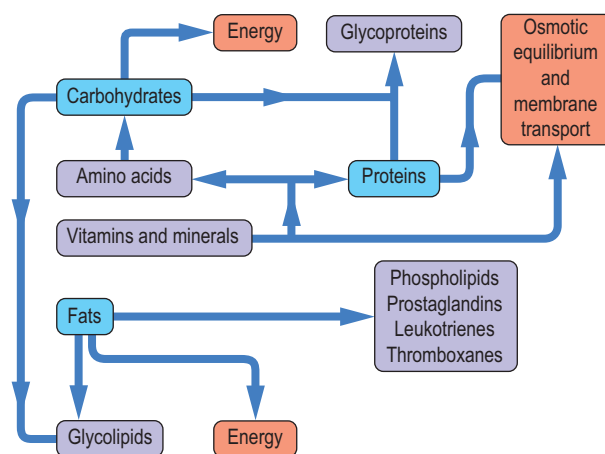 Energy
Glycoproteins
Osmotic
equilibrium
and
membrane
transport
Carbohydrates
Amino acids
Proteins
Vitamins and minerals
Phospholipids
Prostaglandins
Leukotrienes
Thromboxanes
Fats
Glycolipids
Energy